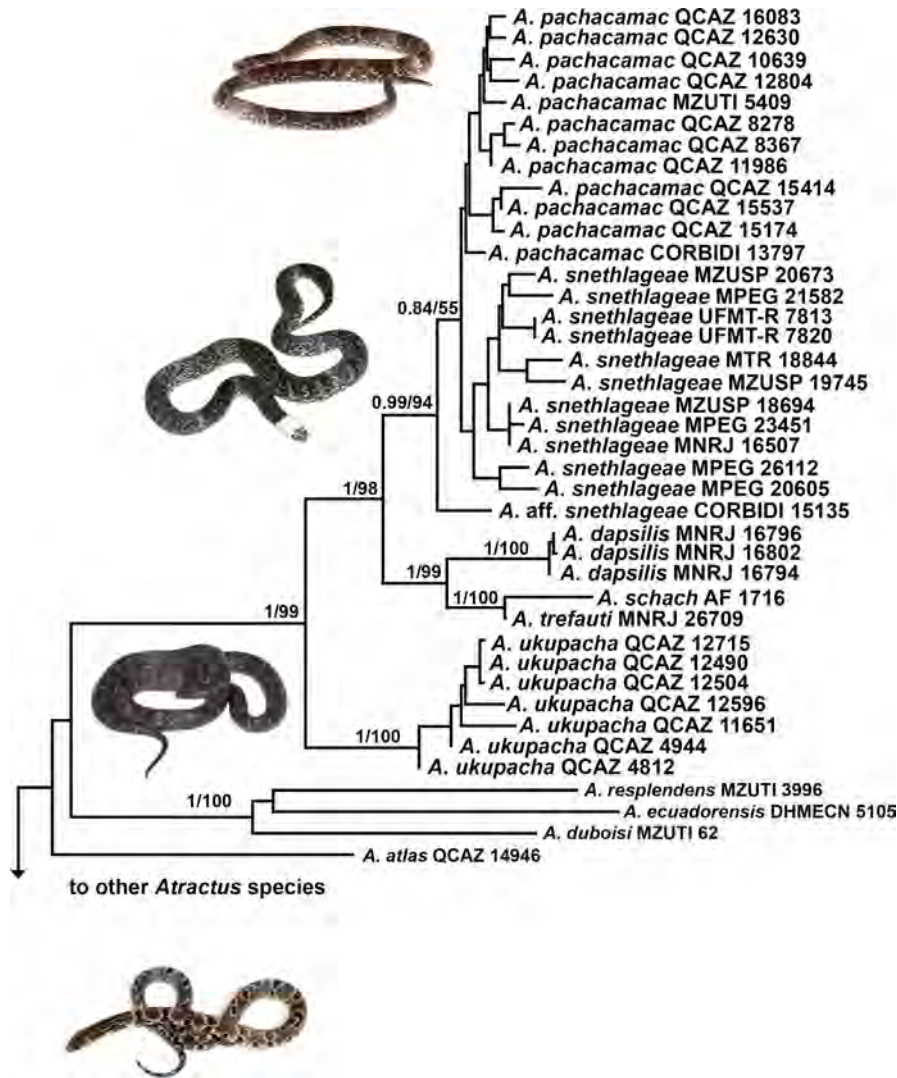 A. pachacamac QCAZ 16083
A. pachacamac QCAZ 12630
A. pachacamac QCAZ 10639
A. pachacamac QCAZ 12804
A. pachacamac MZUTI 5409
A. pachacamac QCAZ 8278
A. pachacamac QCAZ 8367
A. pachacamac QCAZ 11986
A. pachacamac QCAZ 15414
A. pachacamac QCAZ 15537
A. pachacamac QCAZ 15174
A. pachacamac CORBIDI 13797
A. snethlageae MZUSP 20673
A. snethlageae MPEG 21582
0.84/55
A. snethlageae UFMT-R 7813
A. snethlageae UFMT-R 7820
A. snethlageae MTR 18844
A. snethlageae MZUSP 19745
0.99/94
A. snethlageae MZUSP 18694
A. snethlageae MPEG 23451
A. snethlageae MNRJ 16507
A. snethlageae MPEG 26112
A. snethlageae MPEG 20605
1/98
A. aff. snethlageae CORBIDI 15135
A. dapsilis MNRJ 16796
1/100
A. dapsilis MNRJ 16802
A. dapsilis MNRJ 16794
1/99
A. schach AF 1716
1/100
A. trefauti MNRJ 26709
1/99
A. ukupacha QCAZ 12715
A. ukupacha QCAZ 12490
A. ukupacha QCAZ 12504
A. ukupacha QCAZ 12596
A. ukupacha QCAZ 11651
1/100
A. ukupacha QCAZ 4944
A. ukupacha QCAZ 4812
A. resplendens MZUTI 3996
1/100
A. ecuadorensis DHMECN 5105
A. duboisi MZUTI 62
A. atlas QCAZ 14946
to other Atractus species